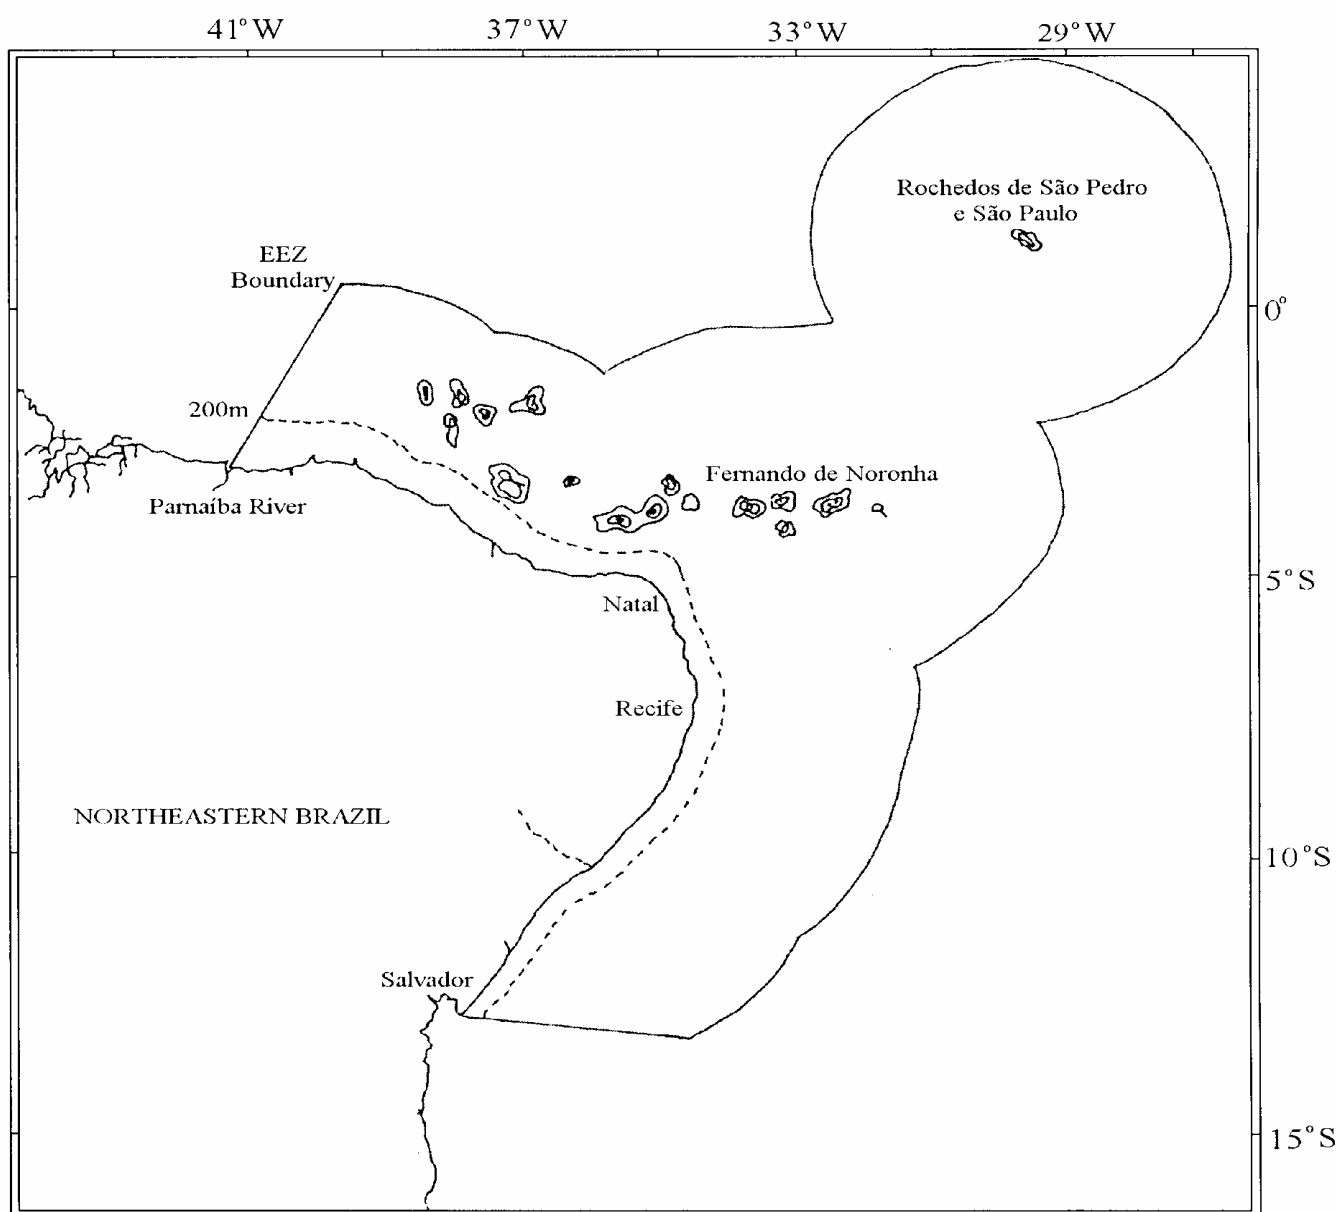 41°W 37°W 33°W 29°W
Rochedos de São Pedro
e São Paulo
EEZ
Boundary
0°
200m
Fernando de Noronha
Parnaíba River
5°S
Natal
Recife
NORTHEASTERN BRAZIL
10°S
Salvador
15°S